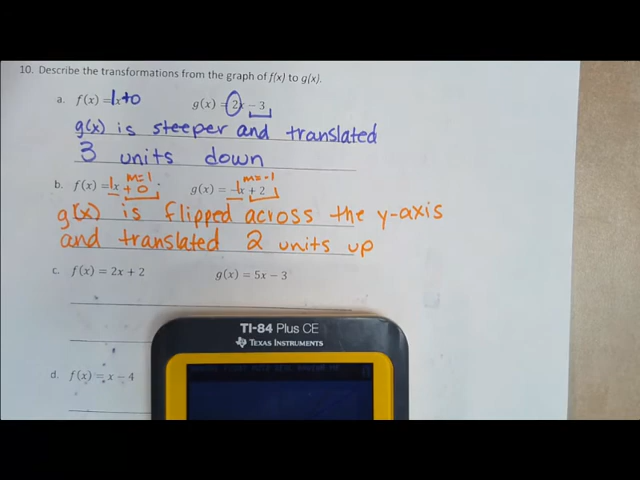 10. Describe the transformations from the graph of f(x) to g(x).
a. f(x) = 1x + 0 g(x) = 2x - 3
g(x) is steeper and translated
3 units down
m=1 m=-1
b. f(x) = 1x + 0 g(x) = -1x + 2
g(x) is flipped across the y-axis
and translated 2 units up
c. f(x) = 2x + 2 g(x) = 5x - 3
TI-84 Plus CE
TEXAS INSTRUMENTS
d. f(x) = x - 4